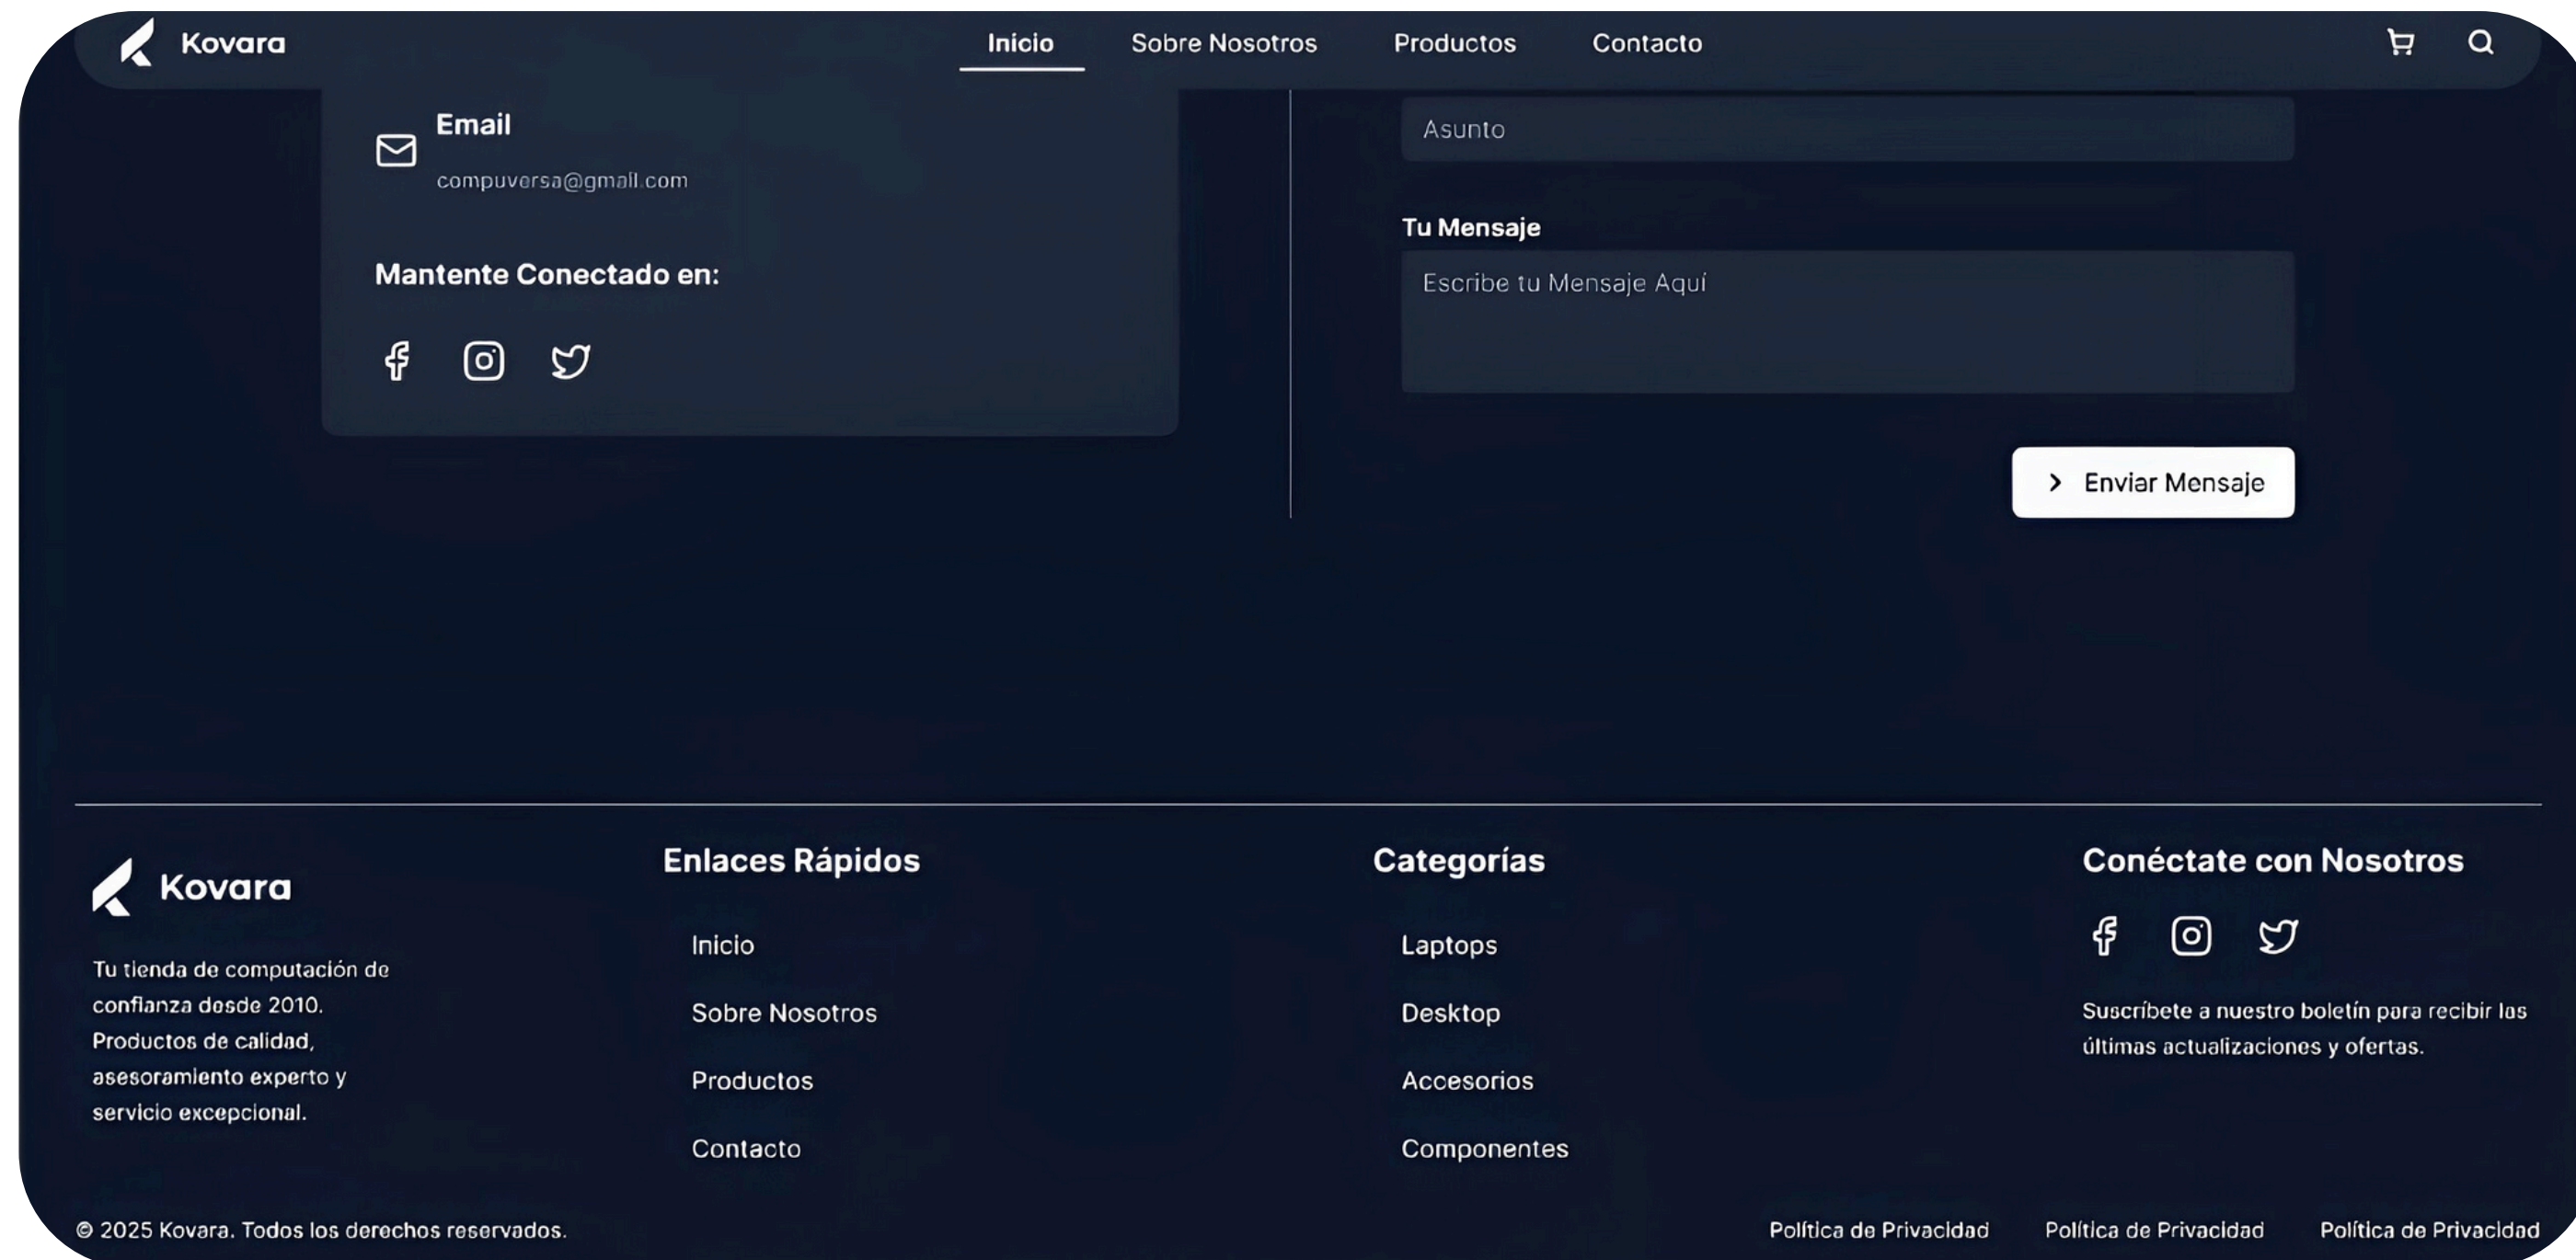 Kovara
Inicio
Sobre Nosotros
Productos
Contacto
Email
compuversa@gmail.com
Mantente Conectado en:
Asunto
Tu Mensaje
Escribe tu Mensaje Aquí
Enviar Mensaje
Kovara
Tu tienda de computación de
confianza desde 2010.
Productos de calidad,
asesoramiento experto y
servicio excepcional.
Enlaces Rápidos
Inicio
Sobre Nosotros
Productos
Contacto
Categorías
Laptops
Desktop
Accesorios
Componentes
Conéctate con Nosotros
Suscríbete a nuestro boletín para recibir las
últimas actualizaciones y ofertas.
© 2025 Kovara. Todos los derechos reservados.
Política de Privacidad
Política de Privacidad
Política de Privacidad